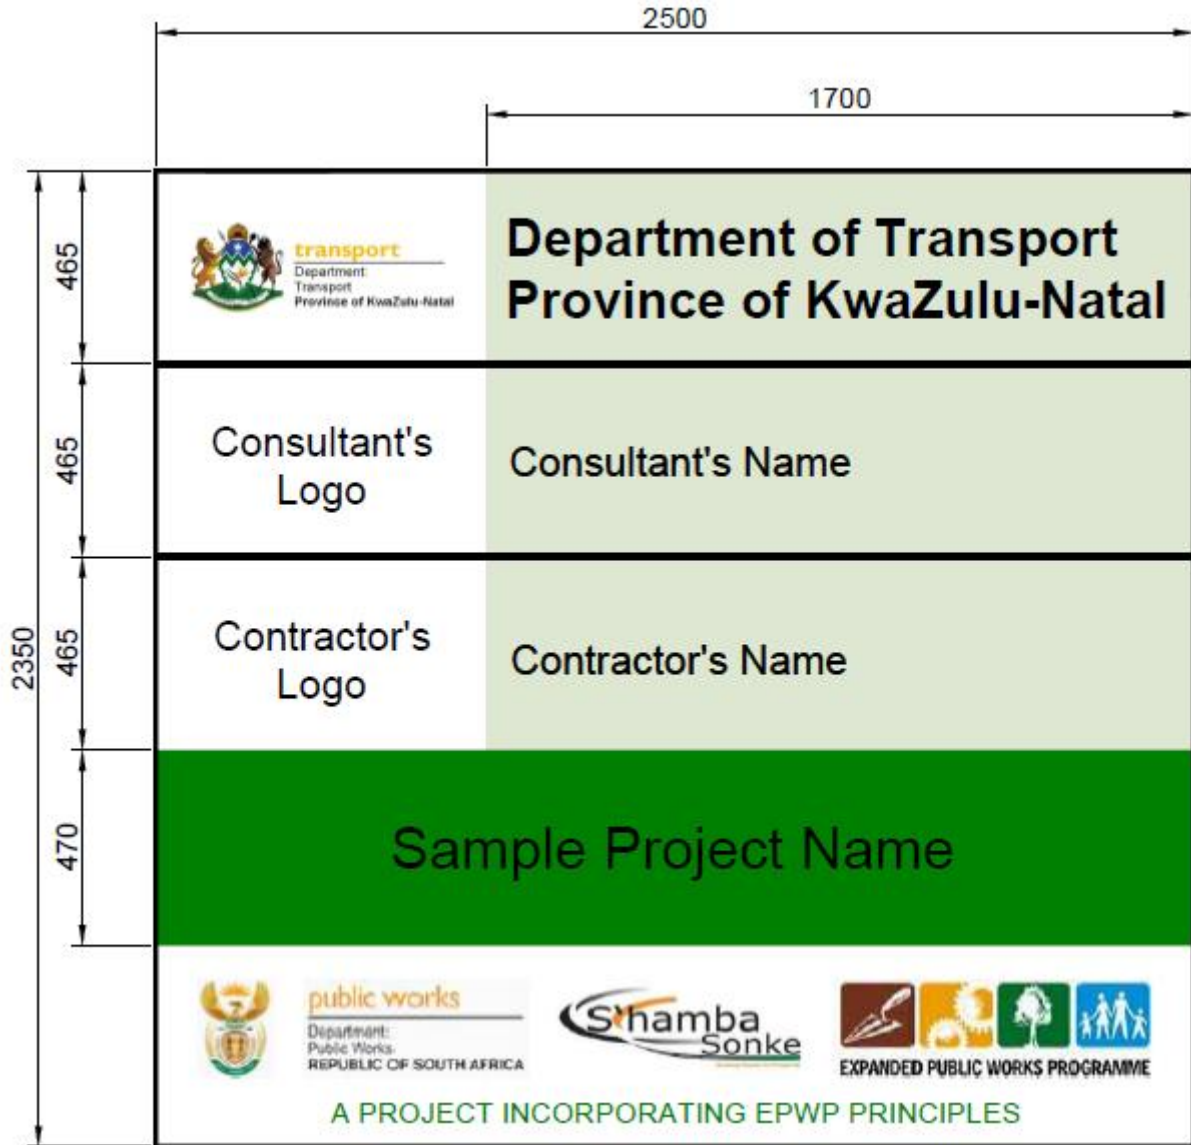 2500
1700
465
transport
Department:
Transport
Province of KwaZulu-Natal
Department of Transport
Province of KwaZulu-Natal
465
Consultant's
Logo
Consultant's Name
2350
465
Contractor's
Logo
Contractor's Name
470
Sample Project Name
public works
Department:
Public Works
REPUBLIC OF SOUTH AFRICA
S'hamba
Sonke
EXPANDED PUBLIC WORKS PROGRAMME
A PROJECT INCORPORATING EPWP PRINCIPLES